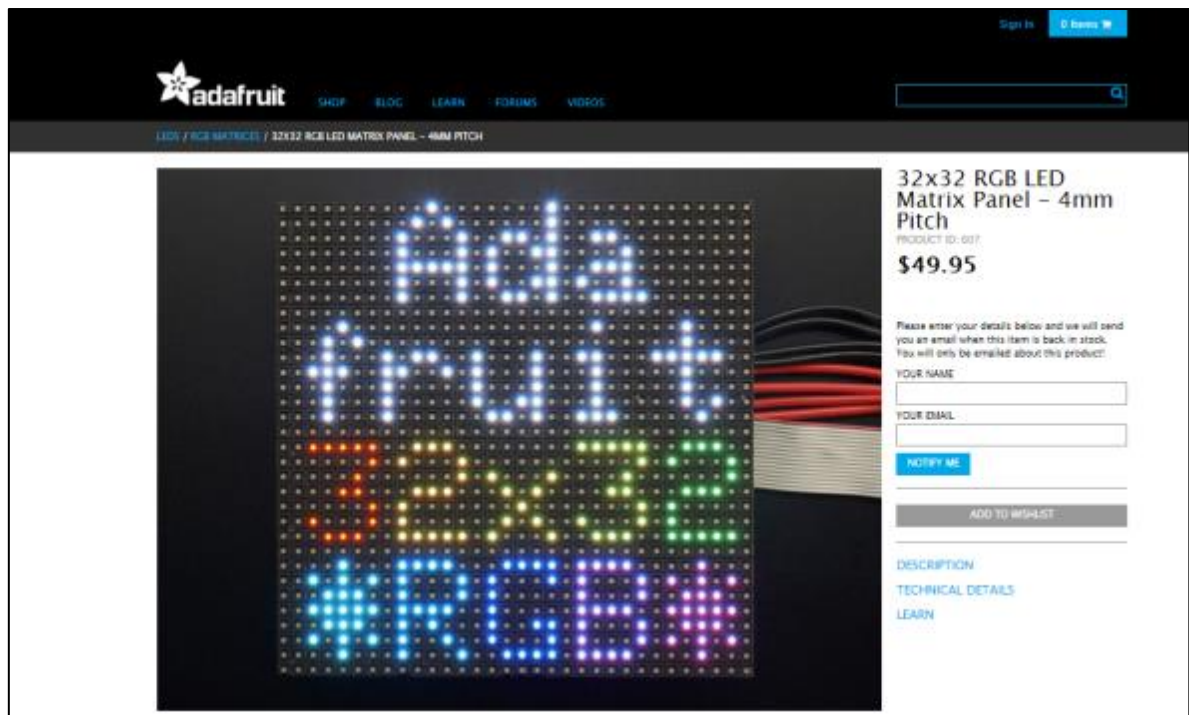 Sign In 0 Items
adafruit SHOP BLOG LEARN FORUMS VIDEOS
LEDS / RGB MATRICES / 32X32 RGB LED MATRIX PANEL – 4MM PITCH
Ada
fruit
32x32
*RGB*
32x32 RGB LED
Matrix Panel – 4mm
Pitch
PRODUCT ID: 607
$49.95
Please enter your details below and we will send
you an email when this item is back in stock.
You will only be emailed about this product!
YOUR NAME
YOUR EMAIL
NOTIFY ME
ADD TO WISHLIST
DESCRIPTION
TECHNICAL DETAILS
LEARN